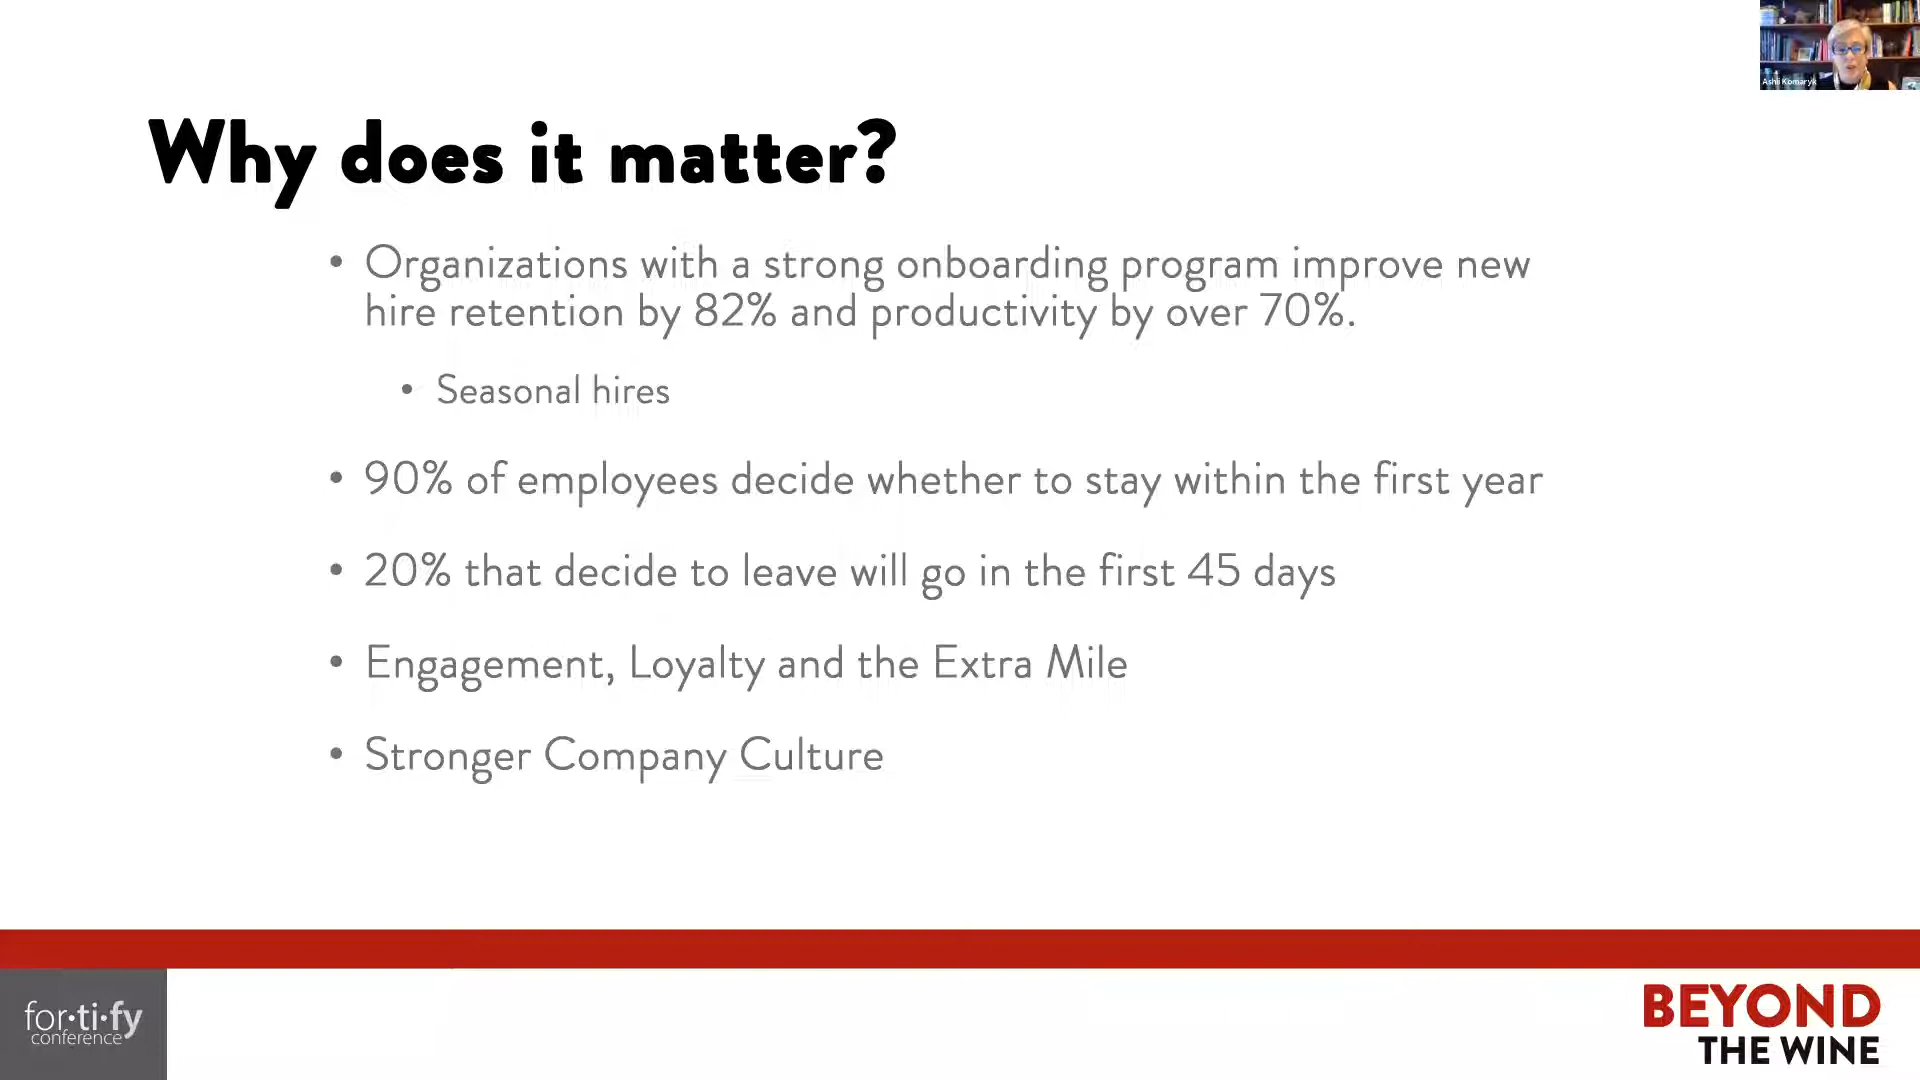 Ashli Komaryk
Why does it matter?
• Organizations with a strong onboarding program improve new
hire retention by 82% and productivity by over 70%.
• Seasonal hires
• 90% of employees decide whether to stay within the first year
• 20% that decide to leave will go in the first 45 days
• Engagement, Loyalty and the Extra Mile
• Stronger Company Culture
for•ti•fy
conference
BEYOND
THE WINE